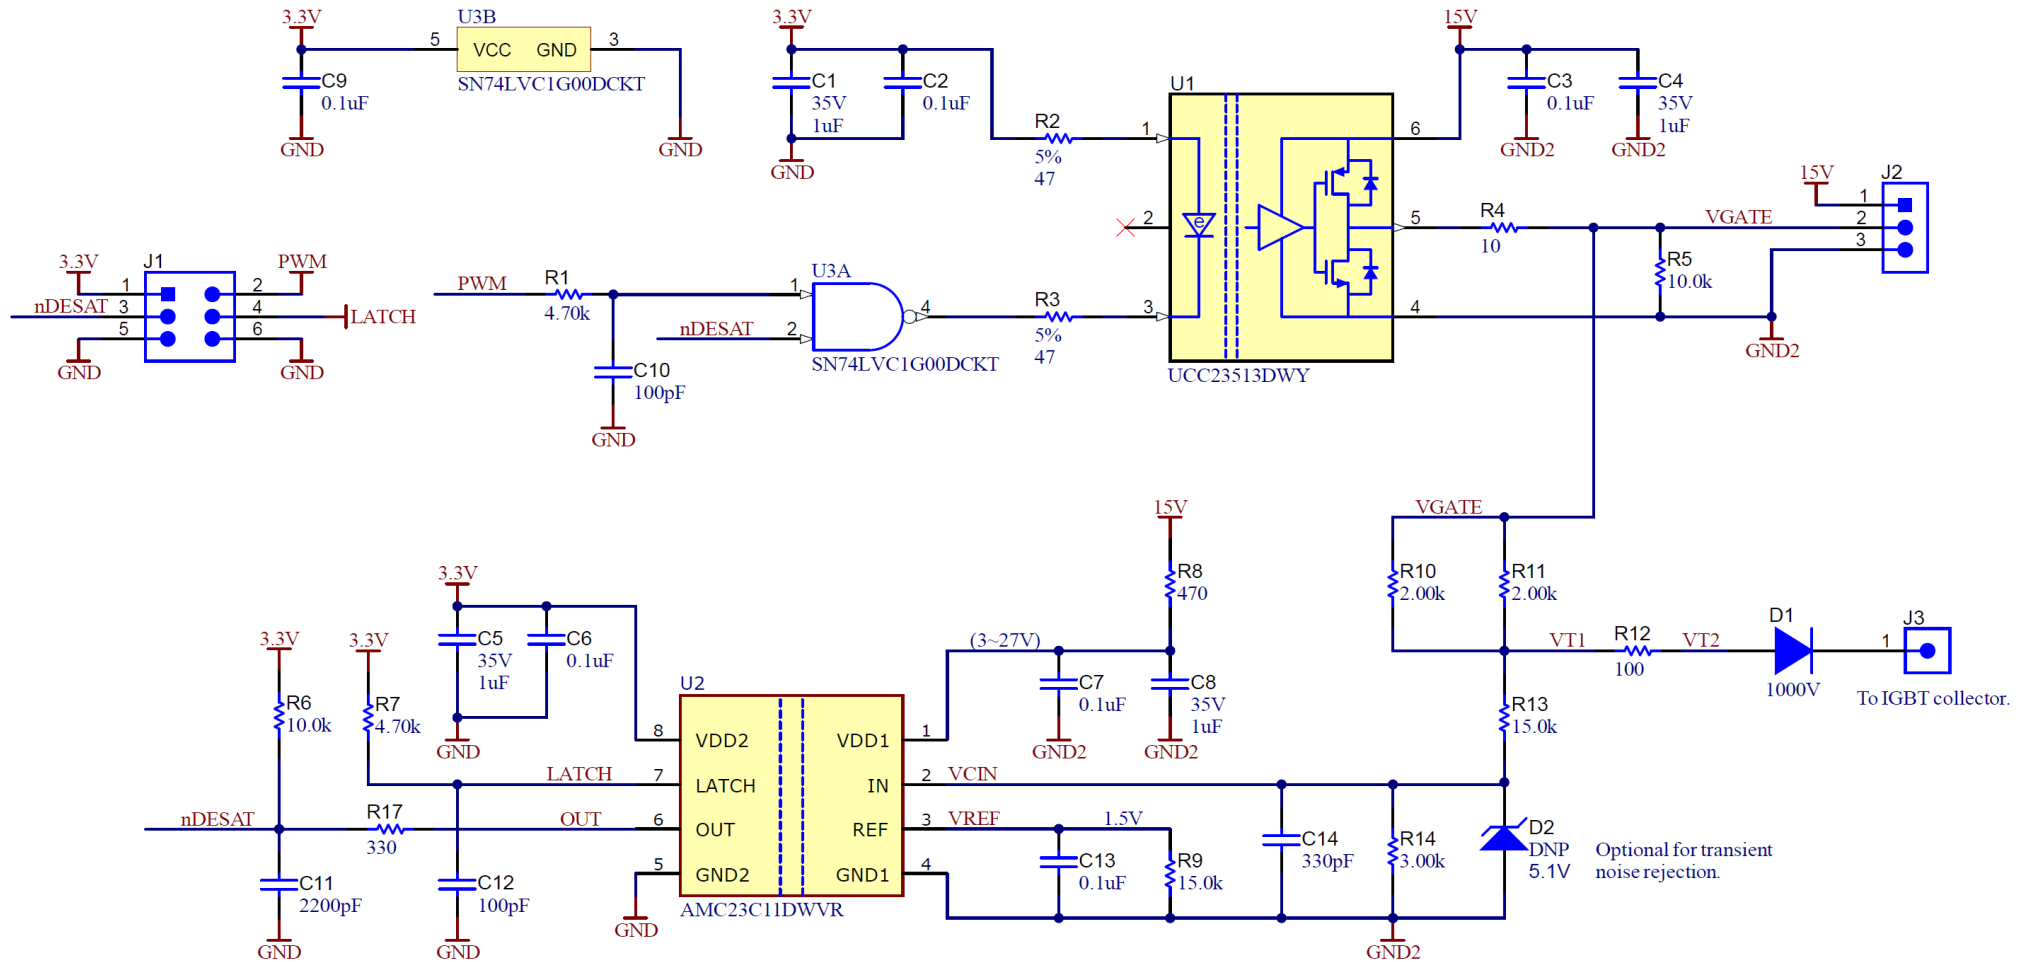 3.3V
U3B
5
VCC
GND
3
SN74LVC1G00DCKT
C9
0.1uF
GND
GND
3.3V
C1
35V
1uF
C2
0.1uF
GND
R2
5%
47
U1
1
2
3
e
6
5
4
UCC23513DWY
15V
C3
0.1uF
GND2
C4
35V
1uF
GND2
R4
10
VGATE
R5
10.0k
15V
J2
1
2
3
GND2
J1
3.3V
1
nDESAT
3
5
GND
PWM
2
4
LATCH
6
GND
PWM
R1
4.70k
C10
100pF
GND
nDESAT
U3A
1
2
4
SN74LVC1G00DCKT
R3
5%
47
VGATE
R10
2.00k
R11
2.00k
VT1
R12
100
VT2
D1
1000V
J3
1
To IGBT collector.
R13
15.0k
15V
R8
470
(3~27V)
C7
0.1uF
GND2
C8
35V
1uF
GND2
3.3V
C5
35V
1uF
C6
0.1uF
GND
3.3V
R6
10.0k
3.3V
R7
4.70k
U2
8
VDD2
VDD1
1
LATCH
7
LATCH
IN
2
VCIN
nDESAT
R17
330
OUT
6
OUT
REF
3
VREF
1.5V
5
GND2
GND1
4
AMC23C11DWVR
GND
C11
2200pF
GND
C12
100pF
GND
C13
0.1uF
R9
15.0k
C14
330pF
R14
3.00k
D2
DNP
5.1V
Optional for transient
noise rejection.
GND2